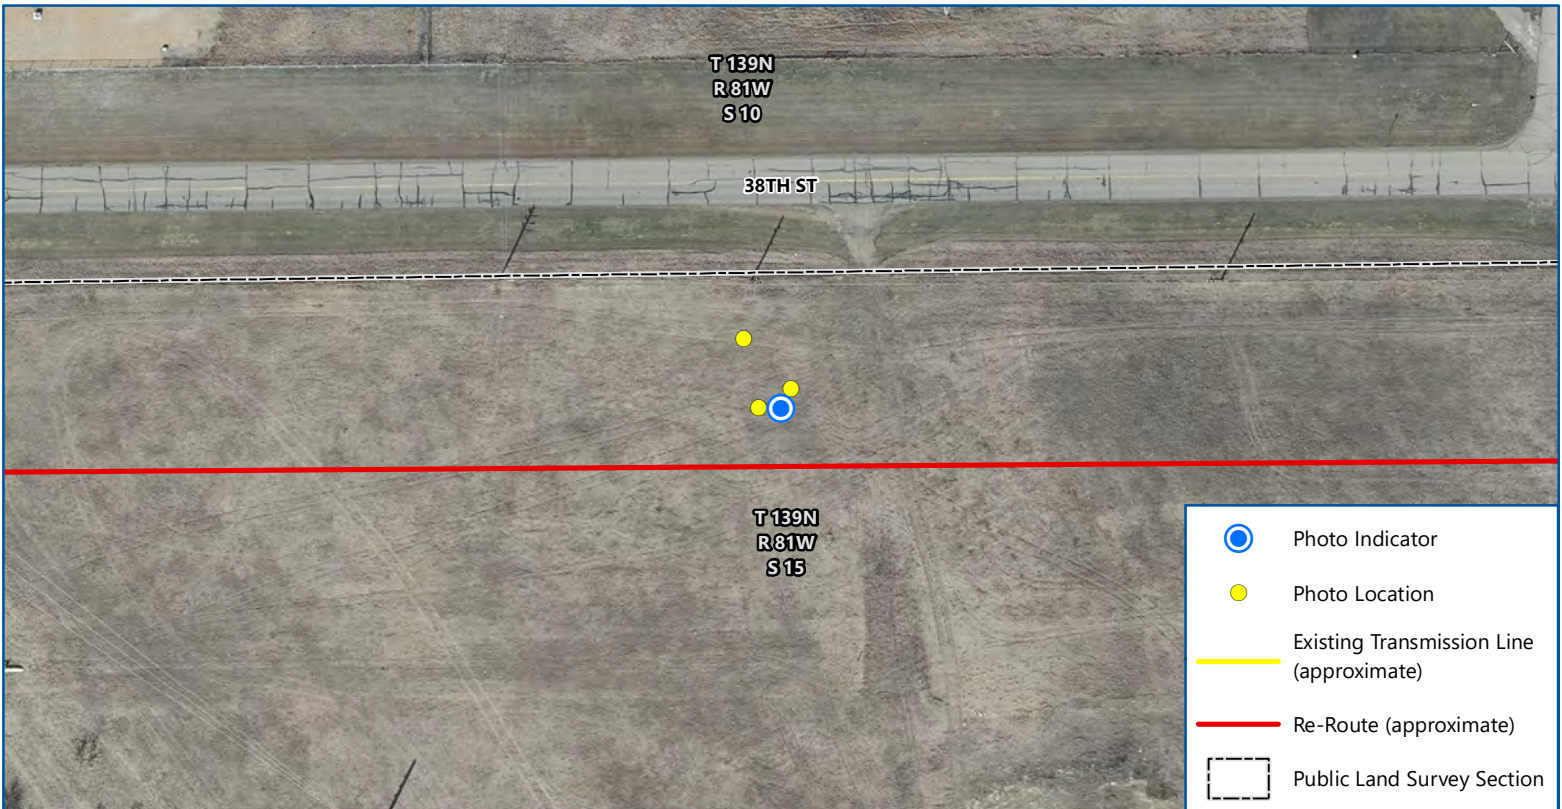 T 139N
R 81W
S 10
38TH ST
T 139N
R 81W
S 15
Photo Indicator
Photo Location
Existing Transmission Line
(approximate)
Re-Route (approximate)
Public Land Survey Section